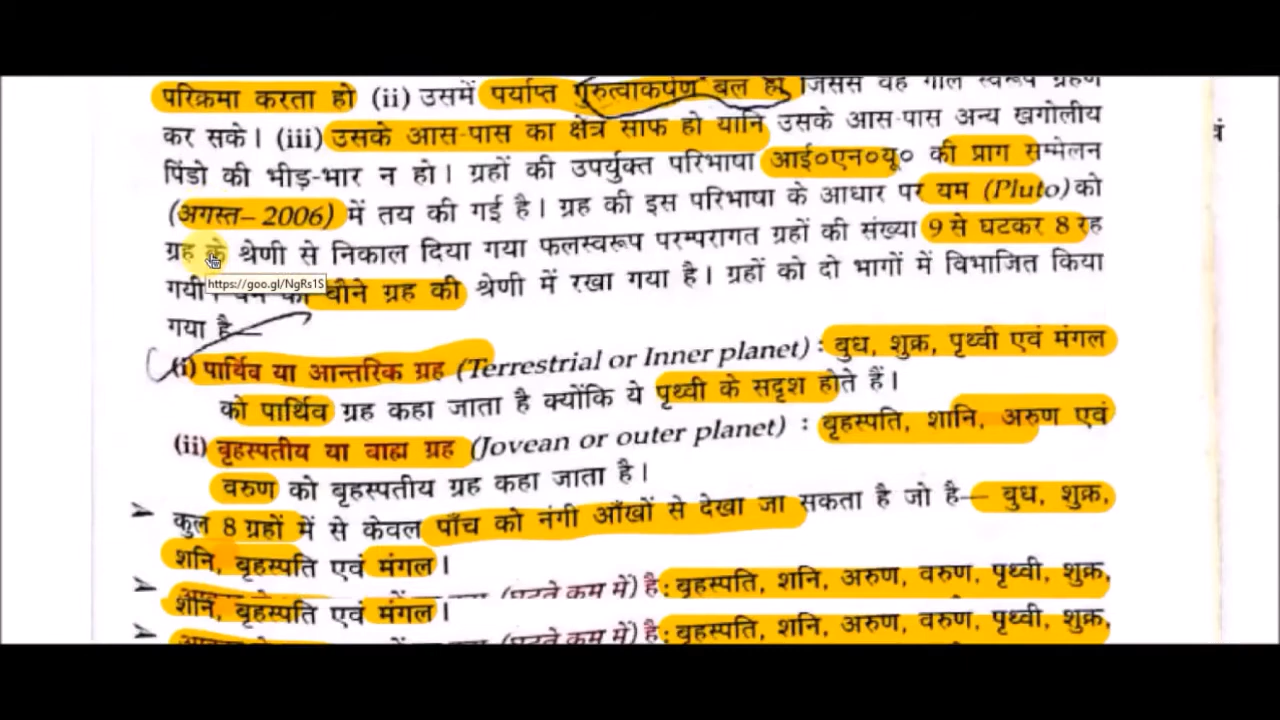 परिक्रमा करता हो (ii) उसमें पर्याप्त गुरुत्वाकर्षण बल हो जिससे वह गोल स्वरूप ग्रहण
कर सके। (iii) उसके आस-पास का क्षेत्र साफ हो यानि उसके आस-पास अन्य खगोलीय
पिंडो की भीड़-भार न हो। ग्रहों की उपर्युक्त परिभाषा आई०एन०यू० की प्राग सम्मेलन
(अगस्त– 2006) में तय की गई है। ग्रह की इस परिभाषा के आधार पर यम (Pluto) को
ग्रह के श्रेणी से निकाल दिया गया फलस्वरूप परम्परागत ग्रहों की संख्या 9 से घटकर 8 रह
https://goo.gl/NgRs1S
गयी। को बौने ग्रह की श्रेणी में रखा गया है। ग्रहों को दो भागों में विभाजित किया
गया है—
(i) पार्थिव या आन्तरिक ग्रह (Terrestrial or Inner planet) : बुध, शुक्र, पृथ्वी एवं मंगल
को पार्थिव ग्रह कहा जाता है क्योंकि ये पृथ्वी के सदृश होते हैं।
(ii) बृहस्पतीय या बाह्म ग्रह (Jovean or outer planet) : बृहस्पति, शानि, अरुण एवं
वरुण को बृहस्पतीय ग्रह कहा जाता है।
➢ कुल 8 ग्रहों में से केवल पाँच को नंगी आँखों से देखा जा सकता है जो है— बुध, शुक्र,
शनि, बृहस्पति एवं मंगल।
➢ (घटते कम में) है : बृहस्पति, शनि, अरुण, वरुण, पृथ्वी, शुक्र,
शनि, बृहस्पति एवं मंगल।
➢ (घटते कम में) है : बृहस्पति, शनि, अरुण, वरुण, पृथ्वी, शुक्र,